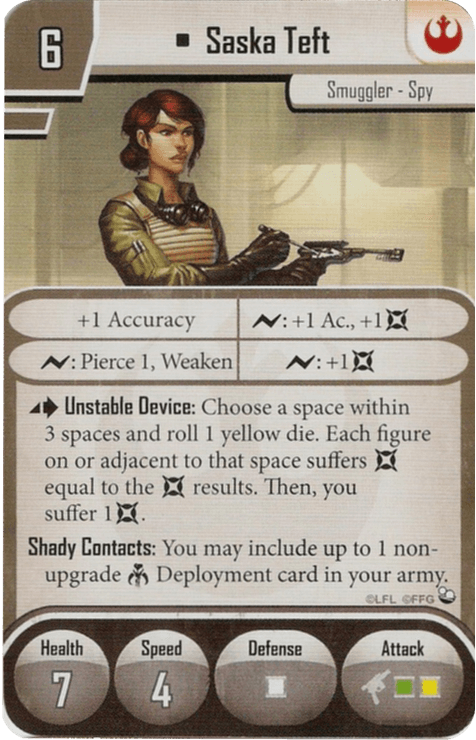 6
Saska Teft
Smuggler - Spy
+1 Accuracy
: +1 Ac., +1
: Pierce 1, Weaken
: +1
Unstable Device: Choose a space within
3 spaces and roll 1 yellow die. Each figure
on or adjacent to that space suffers
equal to the results. Then, you
suffer 1.
Shady Contacts: You may include up to 1 non-
upgrade Deployment card in your army.
©LFL ©FFG
Health
7
Speed
4
Defense
Attack